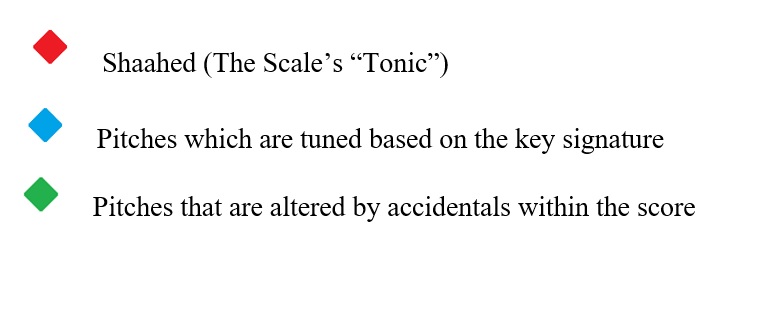 Shaahed (The Scale’s “Tonic”)
Pitches which are tuned based on the key signature
Pitches that are altered by accidentals within the score